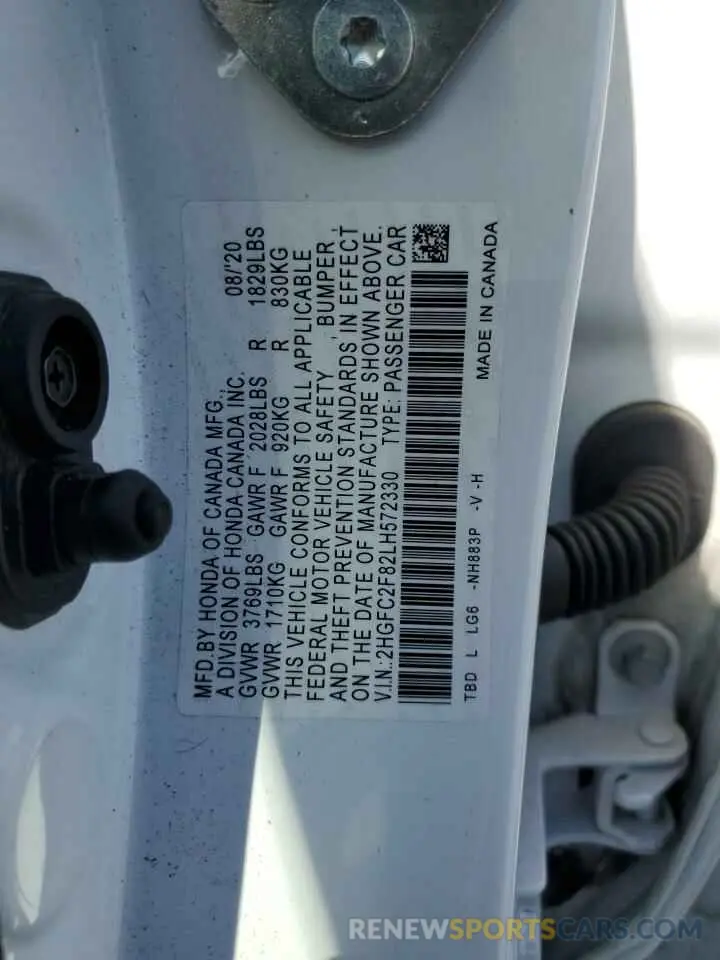 MFD.BY HONDA OF CANADA MFG., 08/'20
A DIVISION OF HONDA CANADA INC.
GVWR 3769LBS GAWR F 2028LBS R 1829LBS
GVWR 1710KG GAWR F 920KG R 830KG
THIS VEHICLE CONFORMS TO ALL APPLICABLE
FEDERAL MOTOR VEHICLE SAFETY , BUMPER ,
AND THEFT PREVENTION STANDARDS IN EFFECT
ON THE DATE OF MANUFACTURE SHOWN ABOVE.
V.I.N.:2HGFC2F82LH572330 TYPE: PASSENGER CAR
TBD L LG6 -NH883P -V -H
MADE IN CANADA
RENEWSPORTSCARS.COM